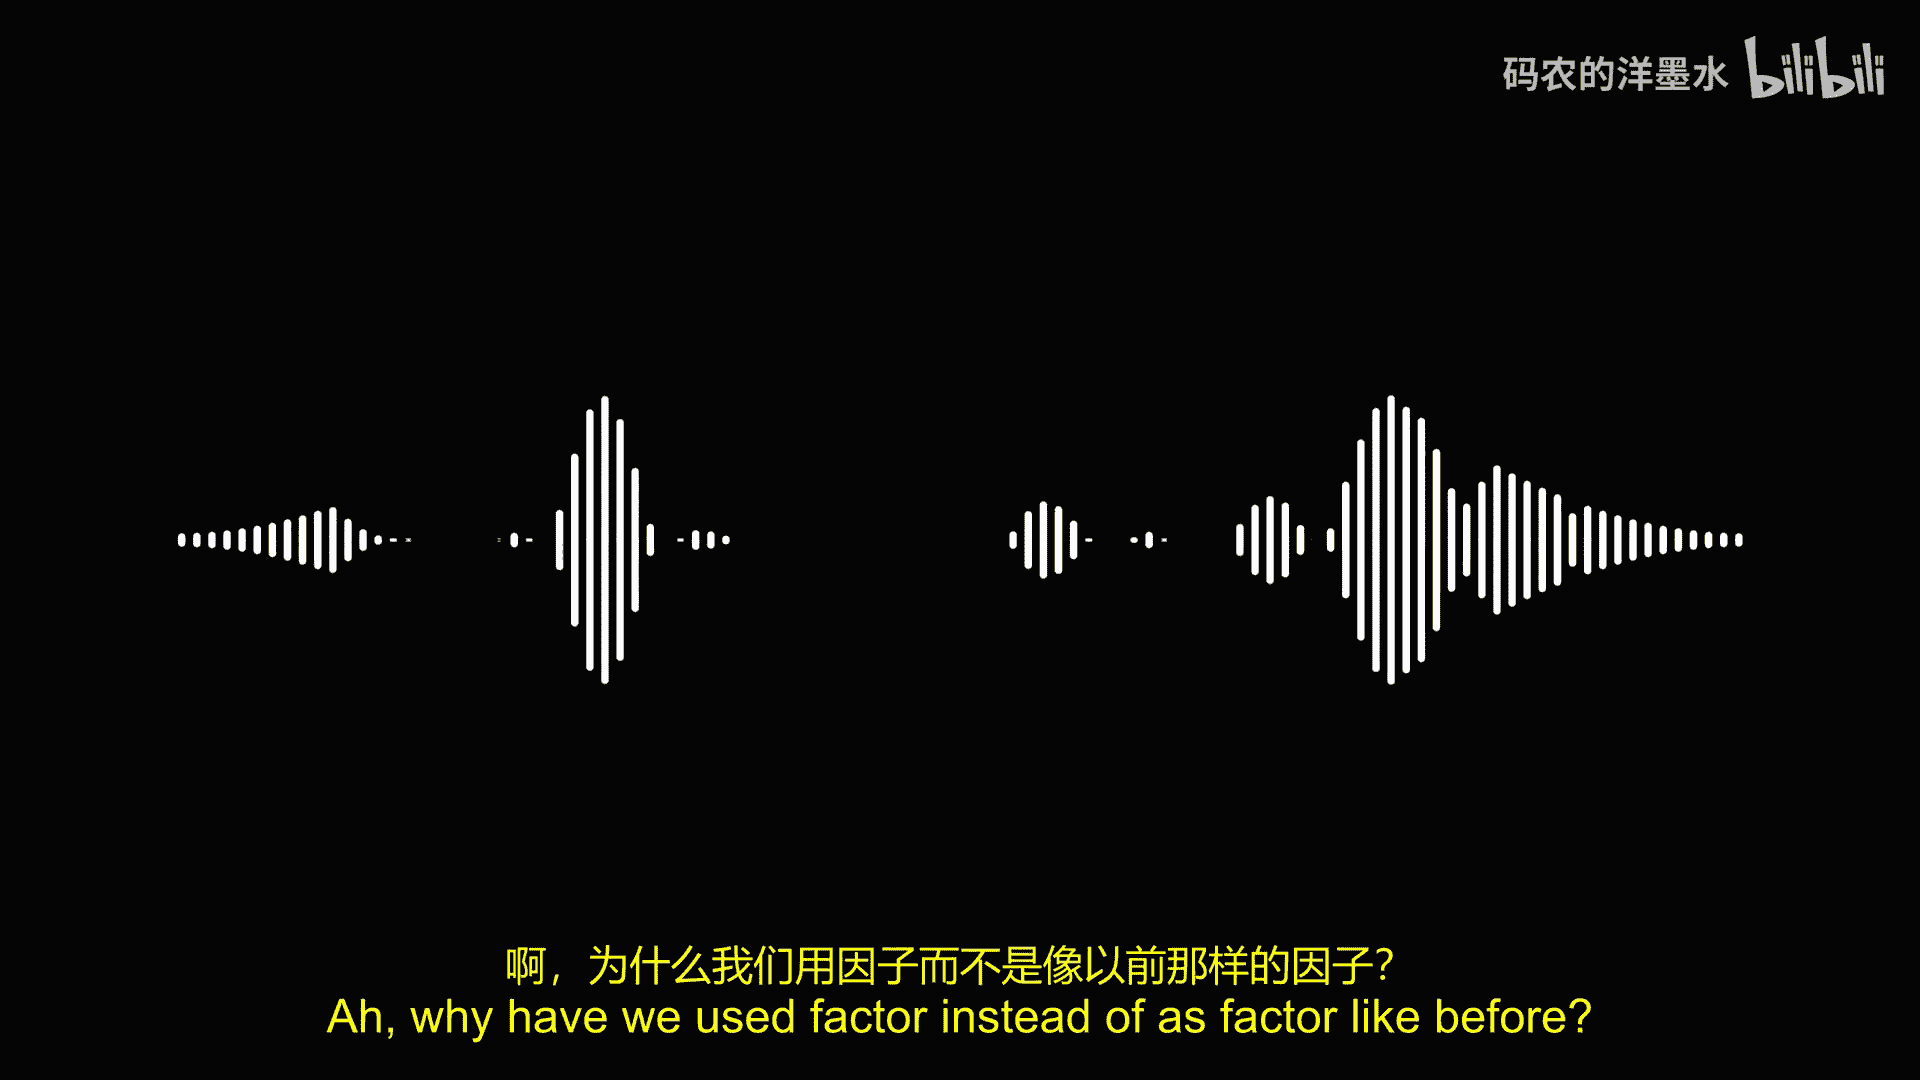 码农的洋墨水 bilibili
啊，为什么我们用因子而不是像以前那样的因子？
Ah, why have we used factor instead of as factor like before?